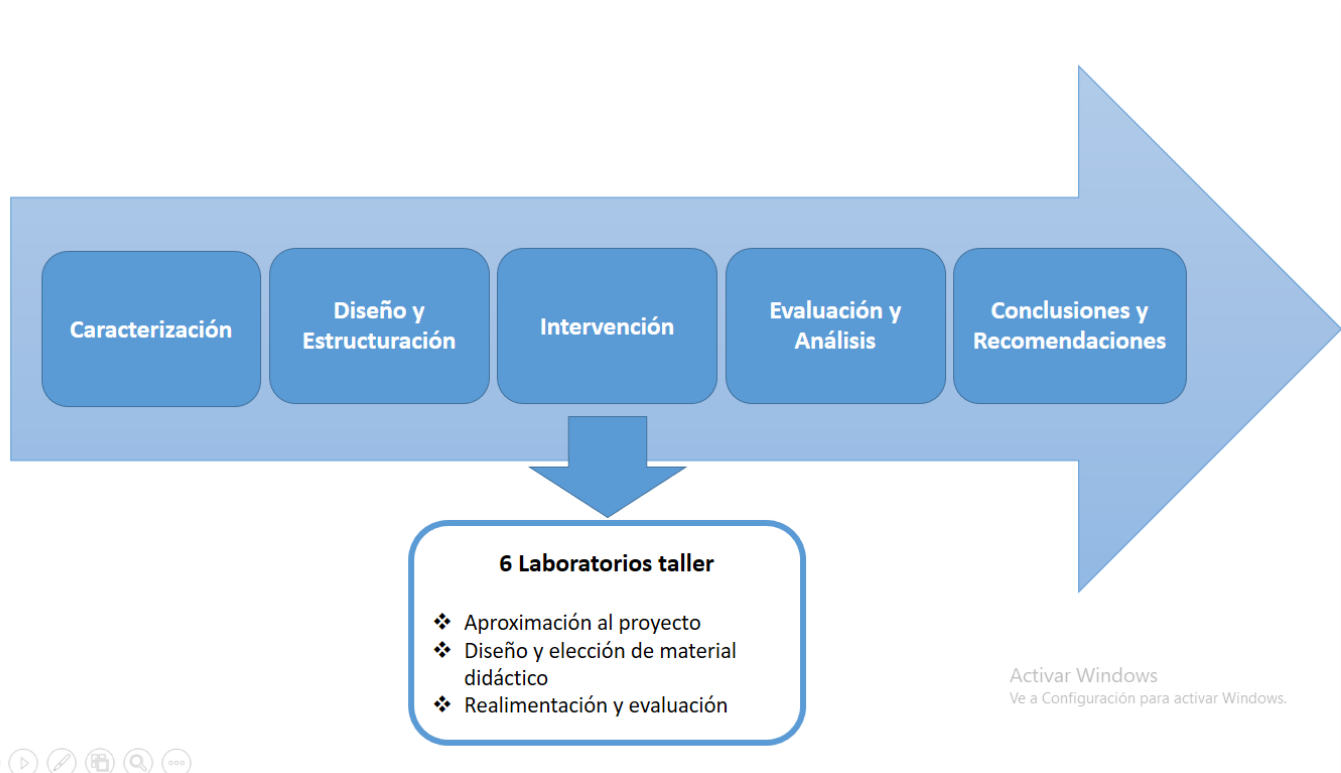 Caracterización
Diseño y
Estructuración
Intervención
Evaluación y
Análisis
Conclusiones y
Recomendaciones
6 Laboratorios taller
❖ Aproximación al proyecto
❖ Diseño y elección de material
didáctico
❖ Realimentación y evaluación
Activar Windows
Ve a Configuración para activar Windows.